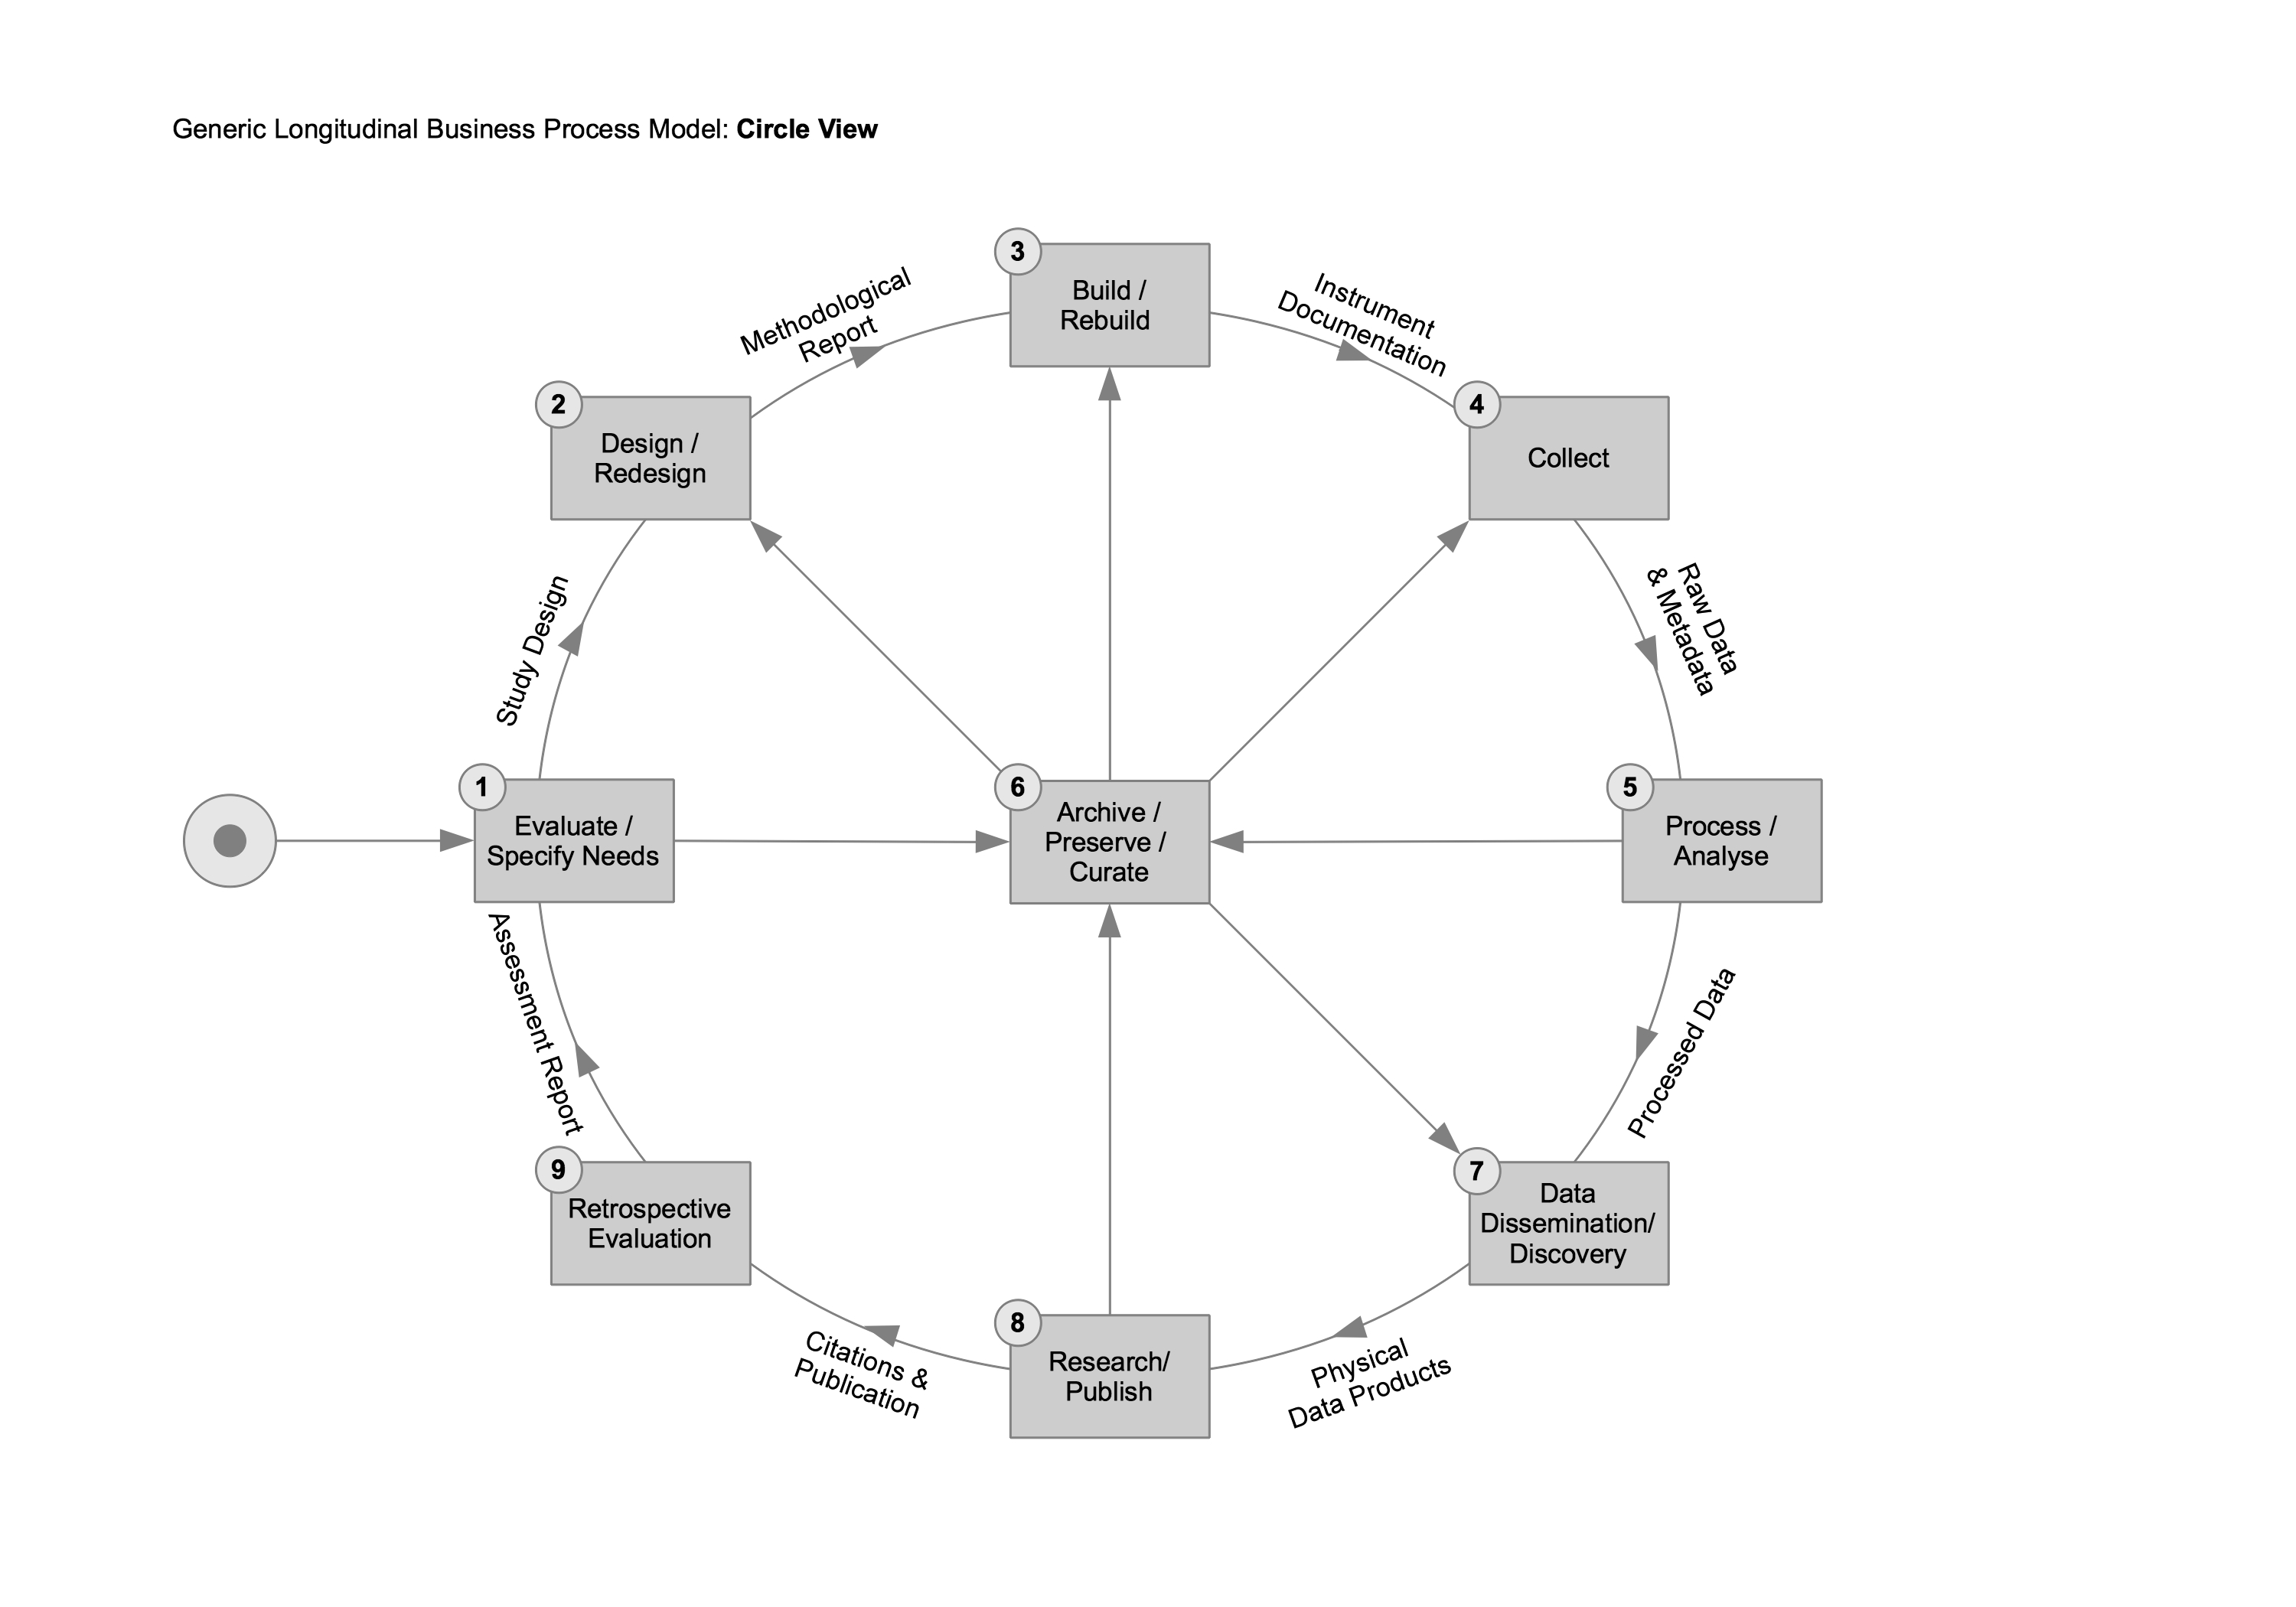 Generic Longitudinal Business Process Model: Circle View
3
Build /
Rebuild
Methodological
Report
Instrument
Documentation
2
Design /
Redesign
4
Collect
Study Design
Raw Data
& Metadata
1
Evaluate /
Specify Needs
6
Archive /
Preserve /
Curate
5
Process /
Analyse
Assessment Report
Processed Data
9
Retrospective
Evaluation
7
Data
Dissemination/
Discovery
8
Research/
Publish
Citations &
Publication
Physical
Data Products